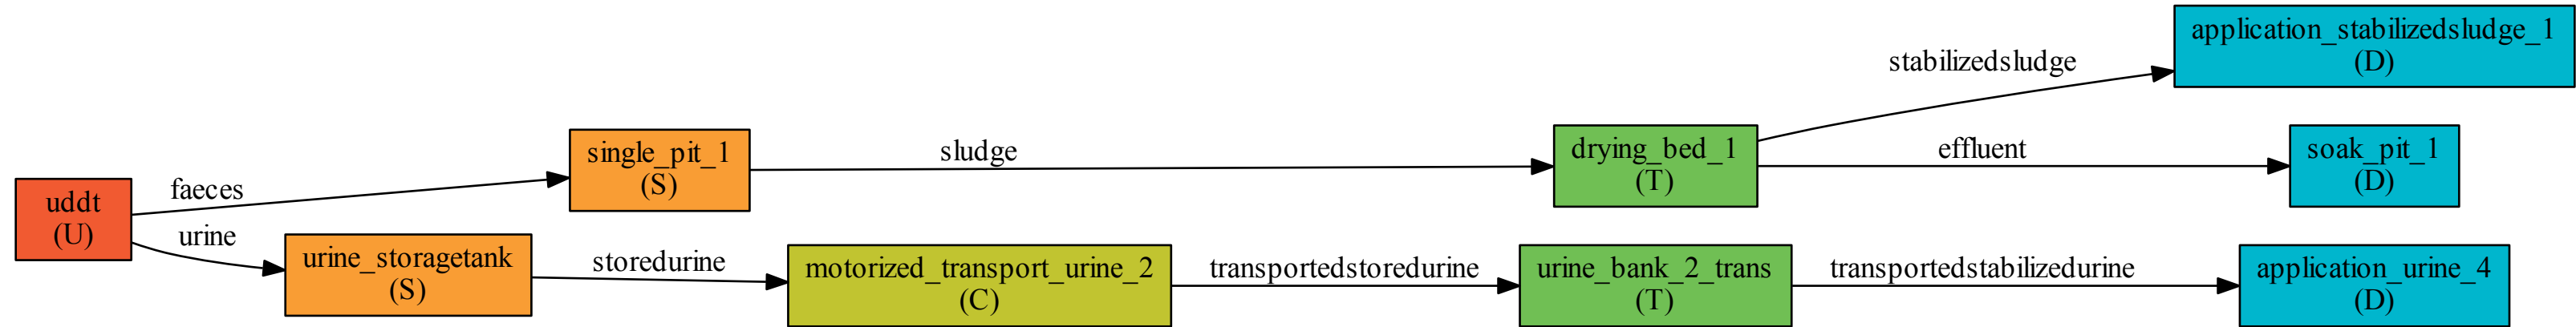 uddt
(U)
faeces
urine
single_pit_1
(S)
urine_storagetank
(S)
sludge
storedurine
motorized_transport_urine_2
(C)
transportedstoredurine
drying_bed_1
(T)
urine_bank_2_trans
(T)
stabilizedsludge
effluent
transportedstabilizedurine
application_stabilizedsludge_1
(D)
soak_pit_1
(D)
application_urine_4
(D)